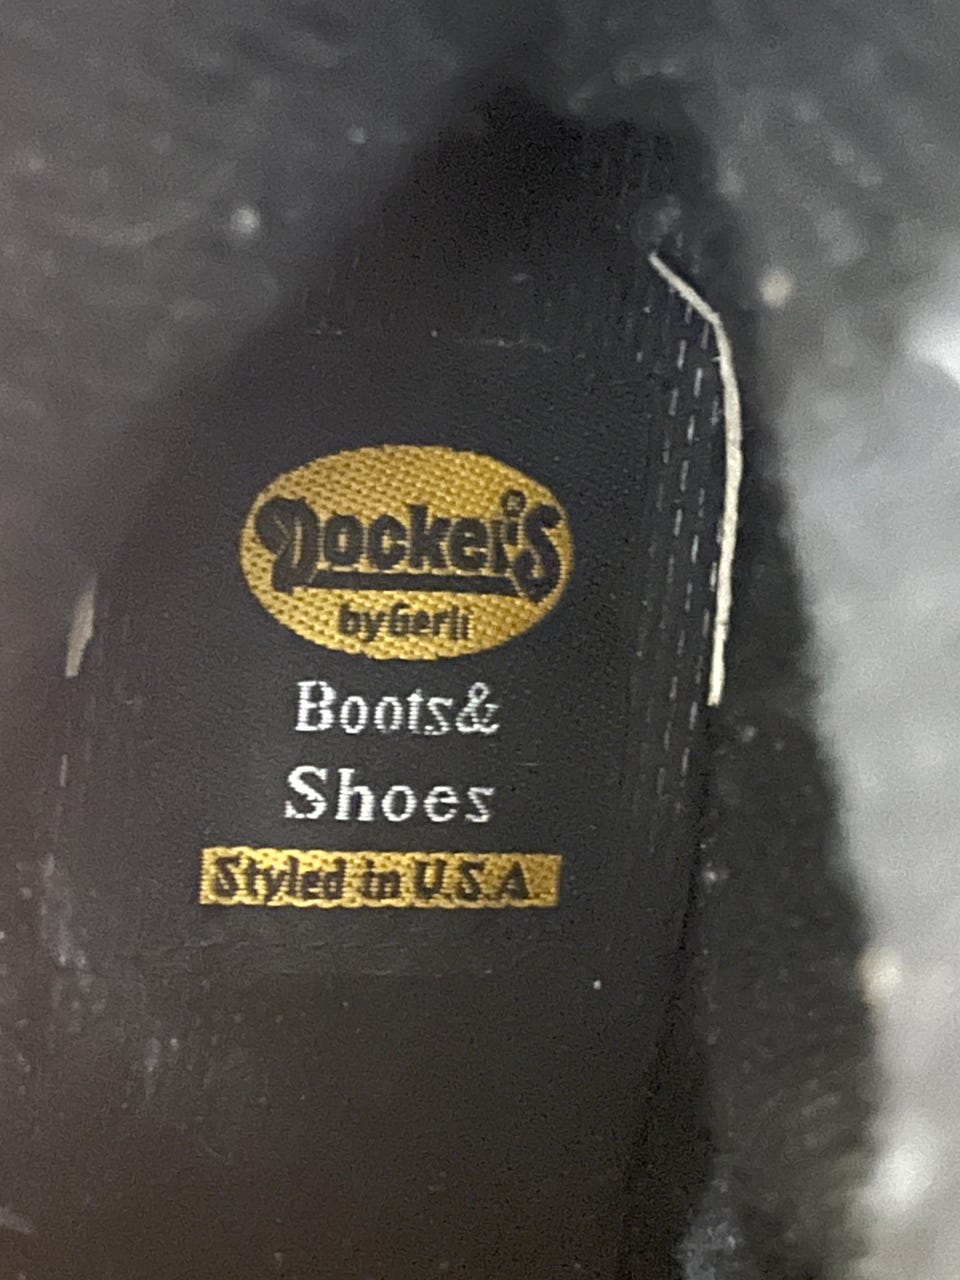 Dockers®
by Gerli
Boots&
Shoes
Styled in U.S.A.